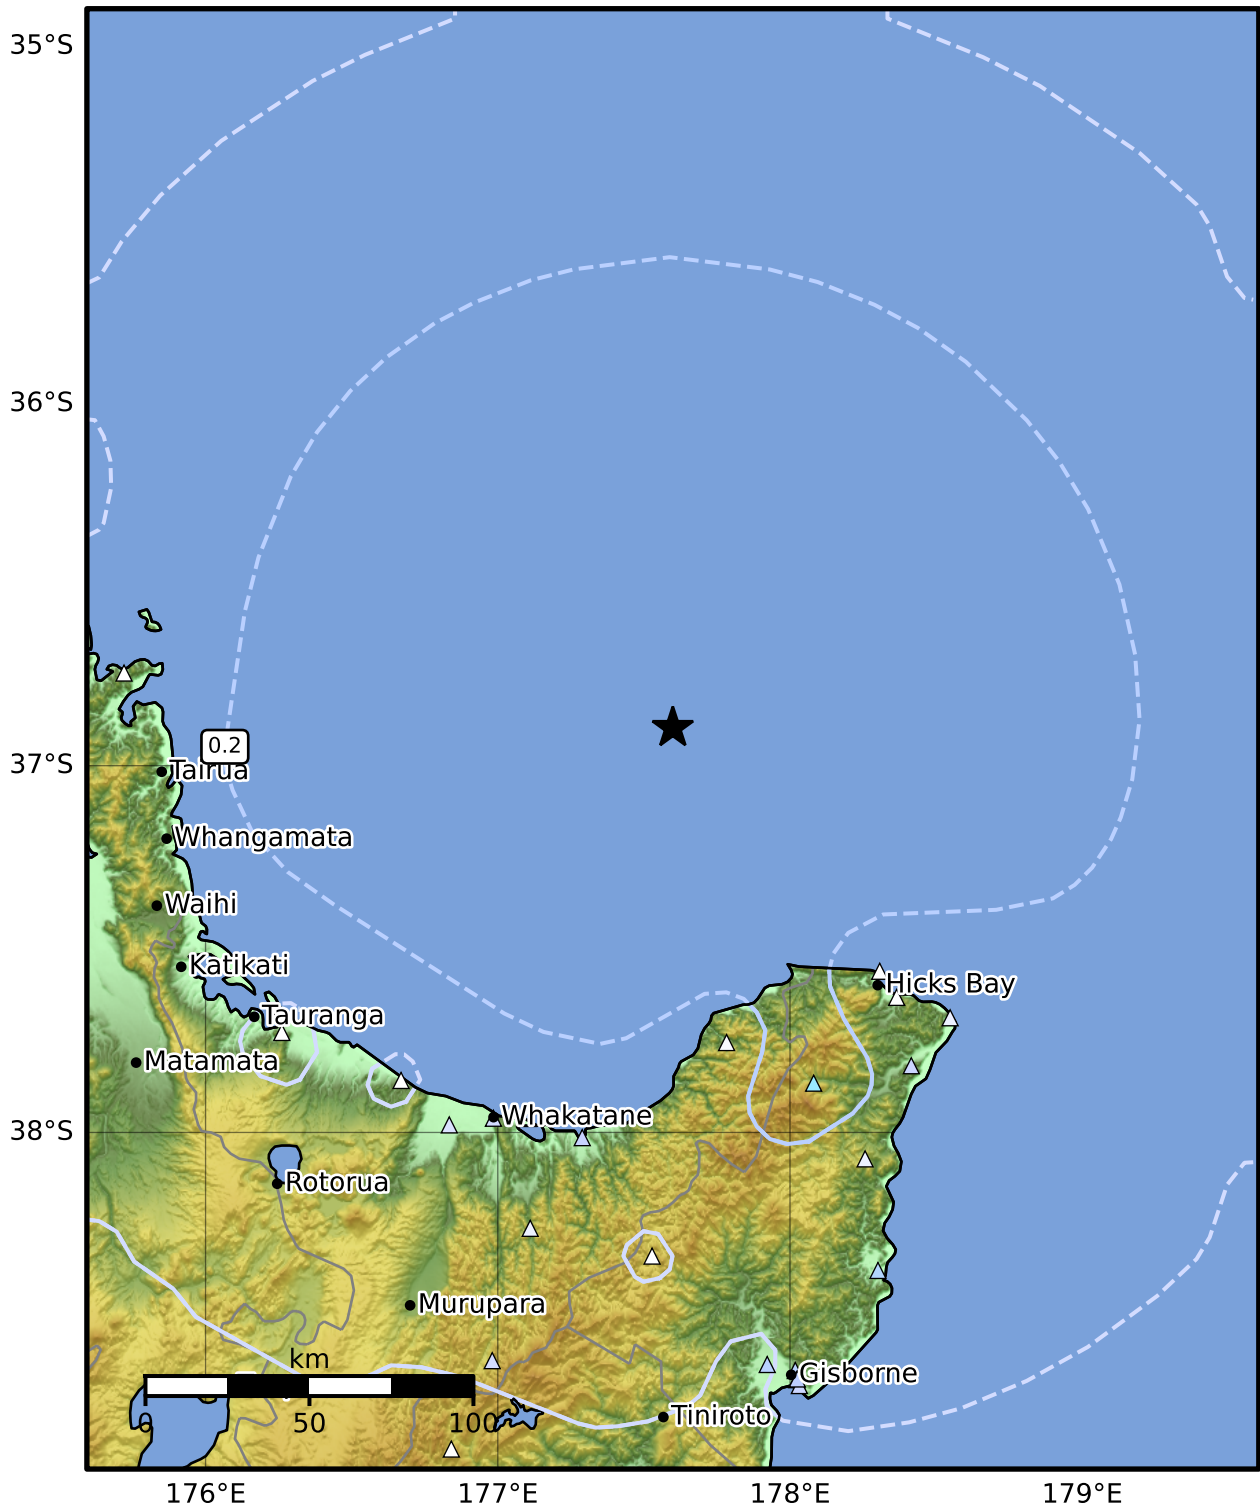 35°S
36°S
0.2
37°S
Tairua
Whangamata
Waihi
Katikati
Hicks Bay
Tauranga
Matamata
Whakatane
38°S
Rotorua
Murupara
km
Gisborne
Tiniroto
0 50 100
176°E 177°E 178°E 179°E